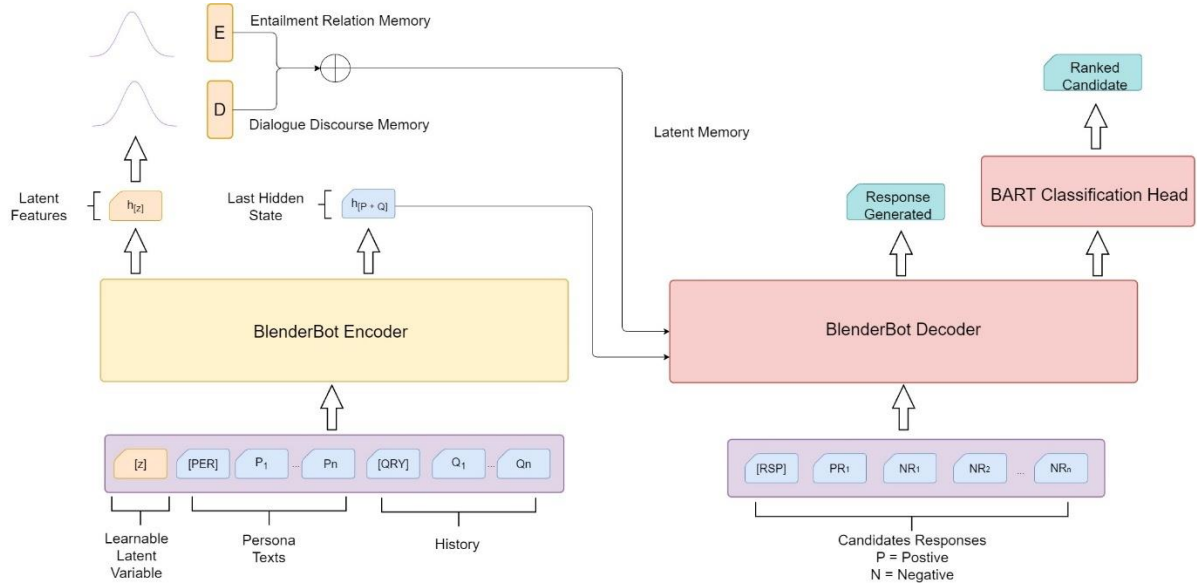 E
Entailment Relation Memory
D
Dialogue Discourse Memory
Latent Memory
Ranked
Candidate
Latent
Features
h[z]
Last Hidden
State
h[P + Q]
Response
Generated
BART Classification Head
BlenderBot Encoder
BlenderBot Decoder
[z]
[PER]
P1
...
Pn
[QRY]
Q1
...
Qn
[RSP]
PR1
NR1
NR2
...
NRn
Learnable
Latent
Variable
Persona
Texts
History
Candidates Responses
P = Postive
N = Negative